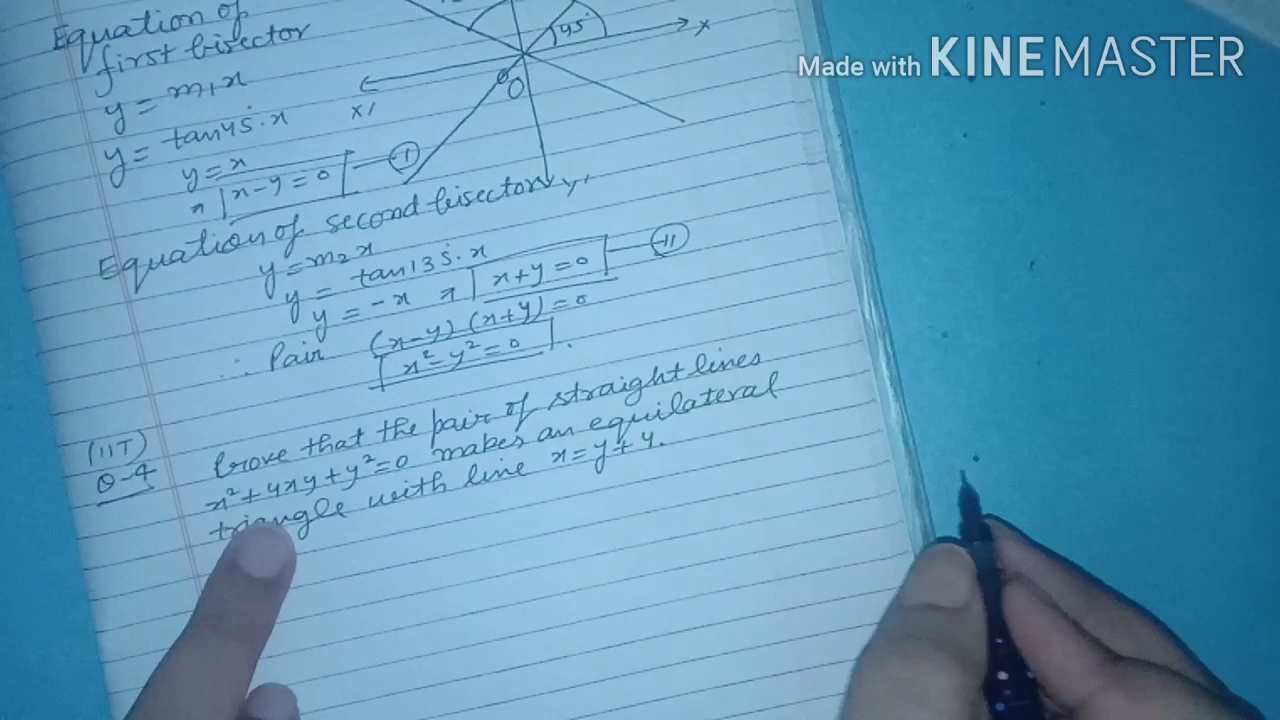 Equation of
first bisector
y = m₁x
y = tan45.x
y = x
x - y = 0 — I
45°
x
x'
O
y'
Equation of second bisector
y = m₂x
y = tan135.x
y = -x ⇒ x+y = 0 — II
∴ Pair (x-y) (x+y) = 0
x² - y² = 0 .
(IIT)
Q-4
Prove that the pair of straight lines
x² + 4xy + y² = 0 makes an equilateral
triangle with line x = y + 4.
Made with KINEMASTER